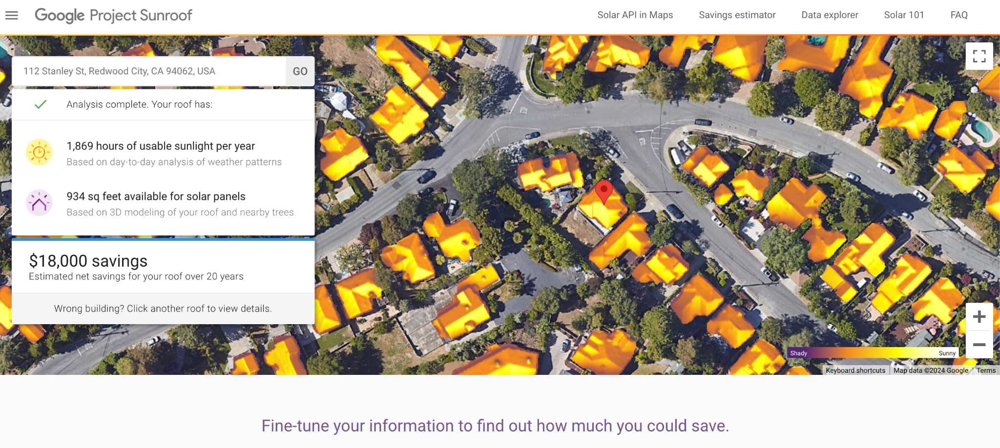 Google Project Sunroof
Solar API in Maps
Savings estimator
Data explorer
Solar 101
FAQ
112 Stanley St, Redwood City, CA 94062, USA
GO
Analysis complete. Your roof has:
1,869 hours of usable sunlight per year
Based on day-to-day analysis of weather patterns
934 sq feet available for solar panels
Based on 3D modeling of your roof and nearby trees
$18,000 savings
Estimated net savings for your roof over 20 years
Wrong building? Click another roof to view details.
Shady
Sunny
Keyboard shortcuts
Map data ©2024 Google
Terms
Fine-tune your information to find out how much you could save.